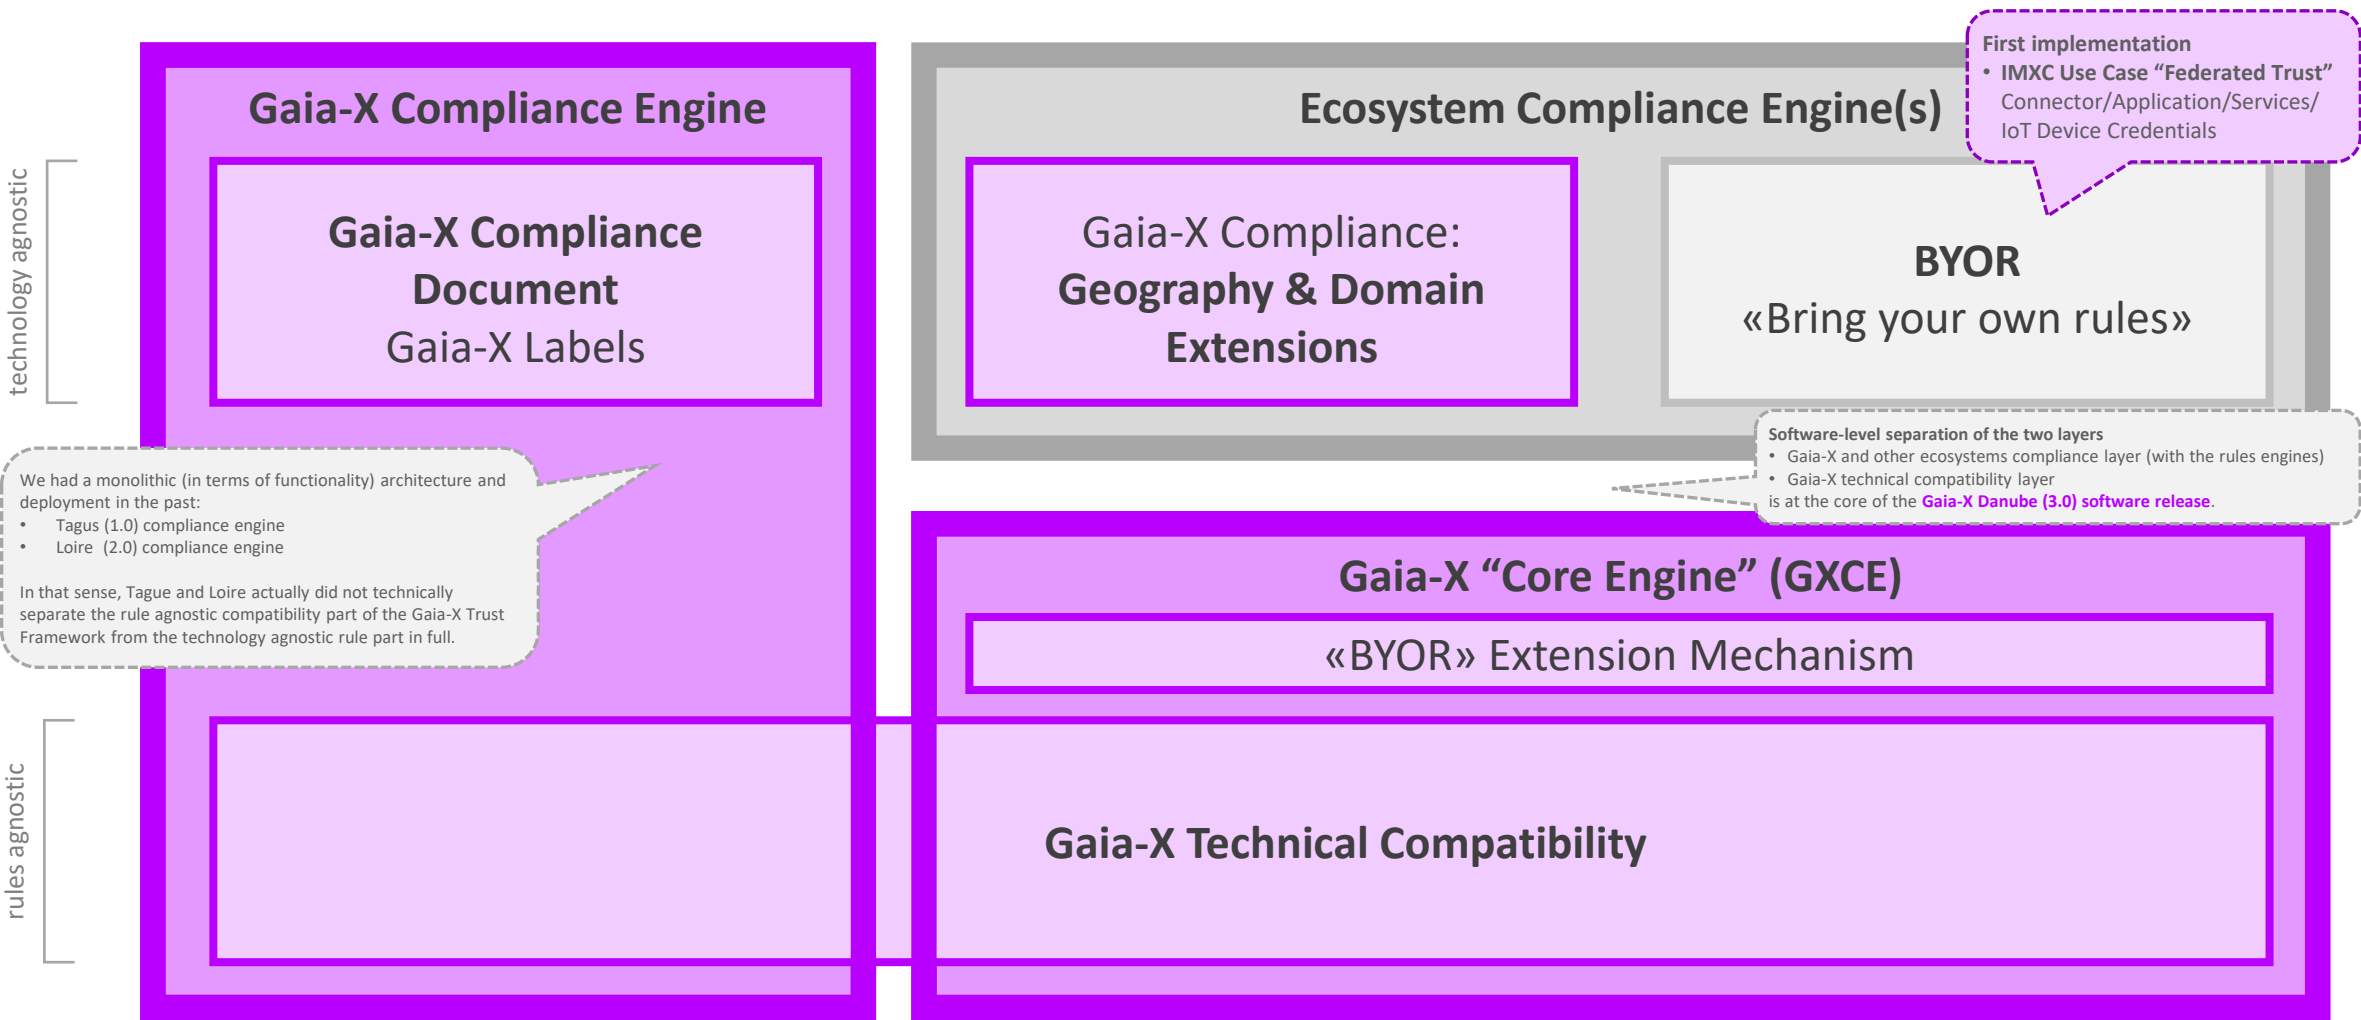 Gaia-X Compliance Engine
technology agnostic
Gaia-X Compliance
Document
Gaia-X Labels
Ecosystem Compliance Engine(s)
First implementation
• IMXC Use Case “Federated Trust”
Connector/Application/Services/
IoT Device Credentials
Gaia-X Compliance:
Geography & Domain
Extensions
BYOR
«Bring your own rules»
We had a monolithic (in terms of functionality) architecture and
deployment in the past:
• Tagus (1.0) compliance engine
• Loire (2.0) compliance engine
In that sense, Tague and Loire actually did not technically
separate the rule agnostic compatibility part of the Gaia-X Trust
Framework from the technology agnostic rule part in full.
Software-level separation of the two layers
• Gaia-X and other ecosystems compliance layer (with the rules engines)
• Gaia-X technical compatibility layer
is at the core of the Gaia-X Danube (3.0) software release.
Gaia-X “Core Engine” (GXCE)
«BYOR» Extension Mechanism
rules agnostic
Gaia-X Technical Compatibility